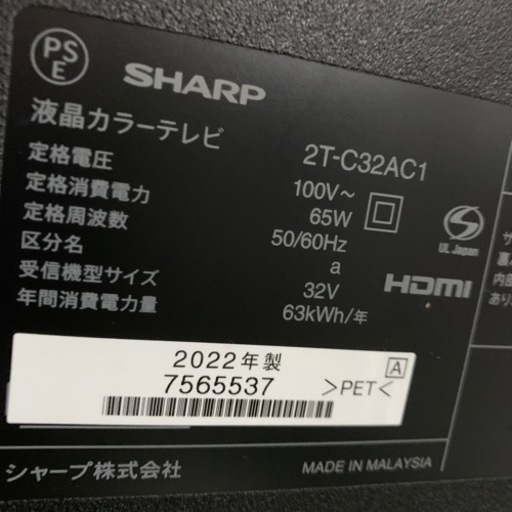 PSE
SHARP
液晶カラーテレビ 2T-C32AC1
定格電圧 100V~
定格消費電力 65W
定格周波数 50/60Hz
区分名 a
受信機型サイズ 32V
年間消費電力量 63kWh/年
UL Japan
HDMI
2022年製
7565537
A
>PET<
シャープ株式会社
MADE IN MALAYSIA
内部